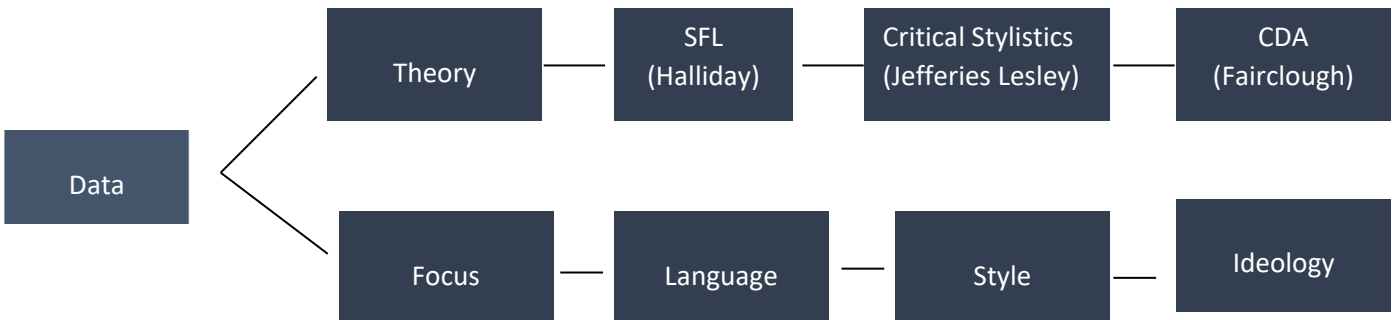 Theory
SFL
(Halliday)
Critical Stylistics
(Jefferies Lesley)
CDA
(Fairclough)
Data
Focus
Language
Style
Ideology